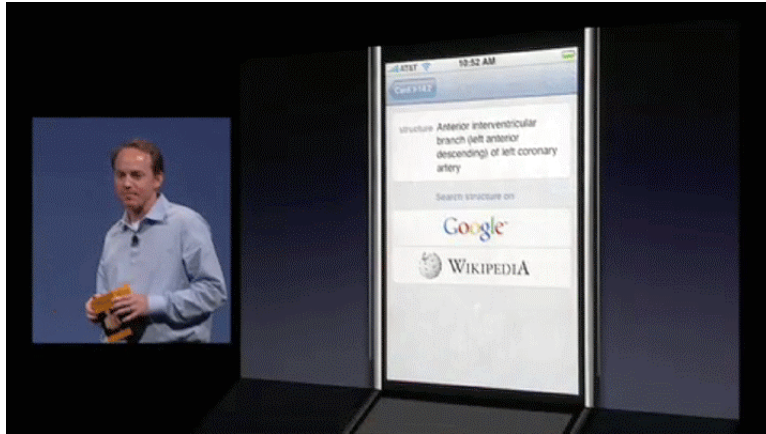 AT&T
10:52 AM
structure Anterior interventricular
branch (left anterior
descending) of left coronary
artery
Search structure on
Google
WIKIPEDIA